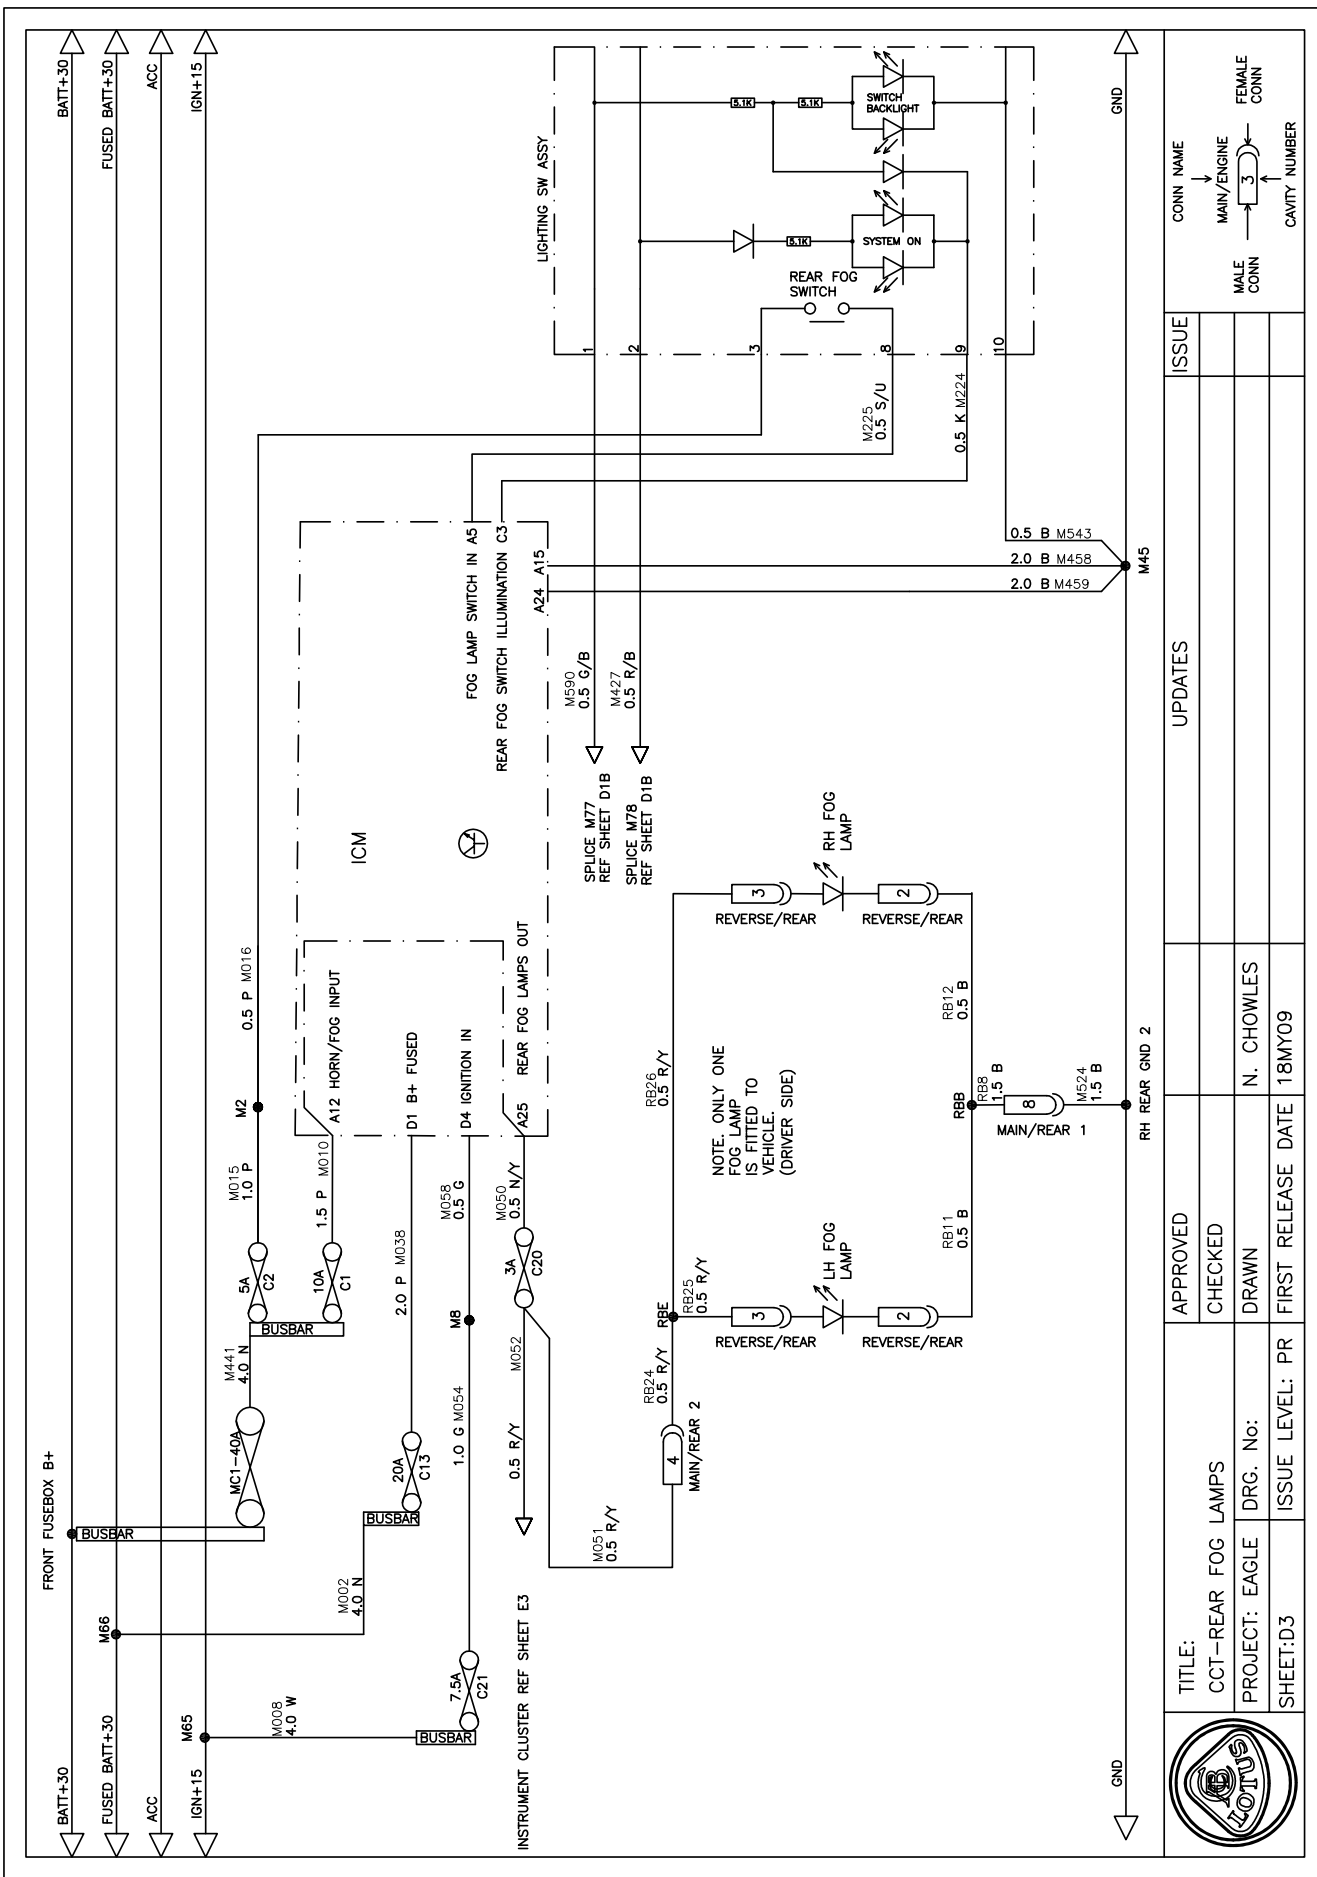 FRONT FUSEBOX B+
BATT+30
BATT+30
FUSED BATT+30
FUSED BATT+30
ACC
ACC
IGN+15
IGN+15
M66
M65
BUSBAR
MC1-40A
M441
4.0 N
BUSBAR
5A
C2
10A
C1
M015
1.0 P
M2
0.5 P M016
1.5 P M010
M002
4.0 N
BUSBAR
20A
C13
2.0 P M038
M008
4.0 W
BUSBAR
7.5A
C21
1.0 G M054
M8
M058
0.5 G
INSTRUMENT CLUSTER REF SHEET E3
0.5 R/Y
M052
3A
C20
M050
0.5 N/Y
A12 HORN/FOG INPUT
D1 B+ FUSED
D4 IGNITION IN
A25 REAR FOG LAMPS OUT
ICM
FOG LAMP SWITCH IN A5
REAR FOG SWITCH ILLUMINATION C3
A24 A15
M051
0.5 R/Y
4
MAIN/REAR 2
RB24
0.5 R/Y
RBE
RB25
0.5 R/Y
RB26
0.5 R/Y
3
REVERSE/REAR
LH FOG
LAMP
2
REVERSE/REAR
3
REVERSE/REAR
RH FOG
LAMP
2
REVERSE/REAR
NOTE. ONLY ONE
FOG LAMP
IS FITTED TO
VEHICLE.
(DRIVER SIDE)
RB11
0.5 B
RB12
0.5 B
RBB
RB8
1.5 B
8
MAIN/REAR 1
M524
1.5 B
RH REAR GND 2
SPLICE M77
REF SHEET D1B
SPLICE M78
REF SHEET D1B
M590
0.5 G/B
M427
0.5 R/B
LIGHTING SW ASSY
1
2
3
8
9
10
5.1K
5.1K
SWITCH
BACKLIGHT
5.1K
SYSTEM ON
REAR FOG
SWITCH
M225
0.5 S/U
0.5 K M224
0.5 B M543
2.0 B M458
2.0 B M459
M45
GND
GND
LOTUS
TITLE:
CCT-REAR FOG LAMPS
PROJECT: EAGLE
DRG. No:
SHEET:D3
ISSUE LEVEL: PR
APPROVED
CHECKED
DRAWN
N. CHOWLES
FIRST RELEASE DATE
18MY09
UPDATES
ISSUE
CONN NAME
MAIN/ENGINE
MALE
CONN
3
FEMALE
CONN
CAVITY NUMBER